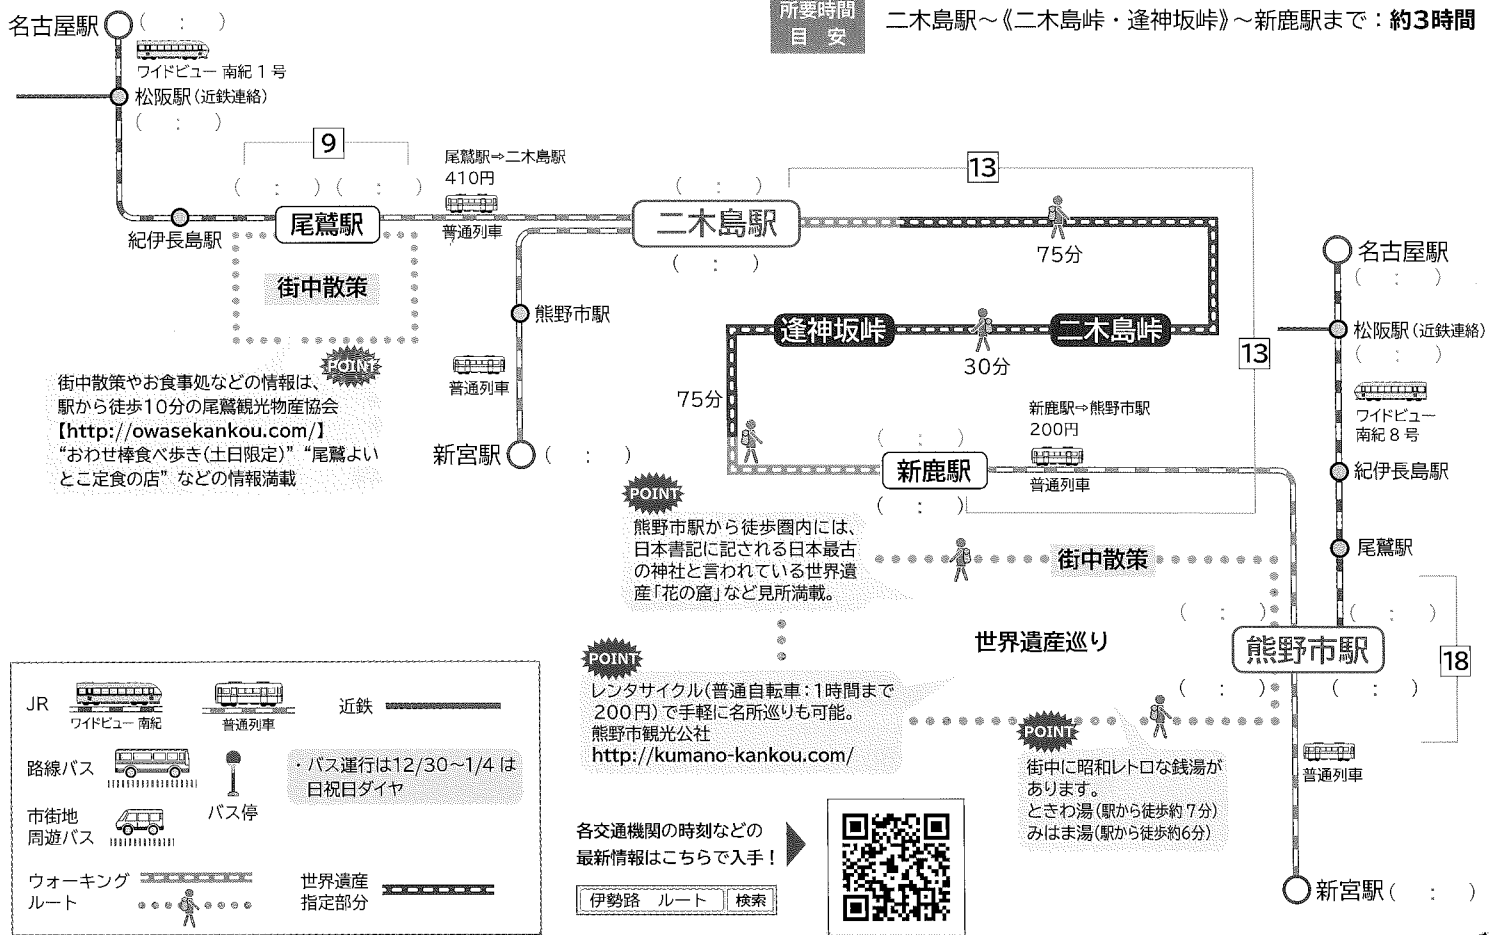 所要時間
目 安
二木島駅~《二木島峠・逢神坂峠》~新鹿駅まで：約3時間
名古屋駅 ( : )
ワイドビュー 南紀 1 号
松阪駅(近鉄連絡)
( : )
9
( : ) ( : )
尾鷲駅⇒二木島駅
410円
普通列車
紀伊長島駅
尾鷲駅
街中散策
( : )
二木島駅
( : )
13
75分
二木島峠
30分
逢神坂峠
75分
13
熊野市駅
普通列車
新宮駅 ( : )
POINT
街中散策やお食事処などの情報は、
駅から徒歩10分の尾鷲観光物産協会
【http://owasekankou.com/】
“おわせ棒食べ歩き(土日限定)” “尾鷲よい
とこ定食の店” などの情報満載
( : )
新鹿駅
( : )
新鹿駅⇒熊野市駅
200円
普通列車
名古屋駅
( : )
松阪駅(近鉄連絡)
( : )
ワイドビュー
南紀 8 号
紀伊長島駅
尾鷲駅
POINT
熊野市駅から徒歩圏内には、
日本書記に記される日本最古
の神社と言われている世界遺
産「花の窟」など見所満載。
街中散策
世界遺産巡り
( : ) ( : )
熊野市駅
( : ) ( : )
18
POINT
レンタサイクル(普通自転車：1時間まで
200円)で手軽に名所巡りも可能。
熊野市観光公社
http://kumano-kankou.com/
POINT
街中に昭和レトロな銭湯が
あります。
ときわ湯(駅から徒歩約7分)
みはま湯(駅から徒歩約6分)
普通列車
新宮駅 ( : )
JR
ワイドビュー 南紀
普通列車
近鉄
路線バス
バス停
・バス運行は12/30~1/4 は
日祝日ダイヤ
市街地
周遊バス
ウォーキング
ルート
世界遺産
指定部分
各交通機関の時刻などの
最新情報はこちらで入手！
伊勢路 ルート 検索